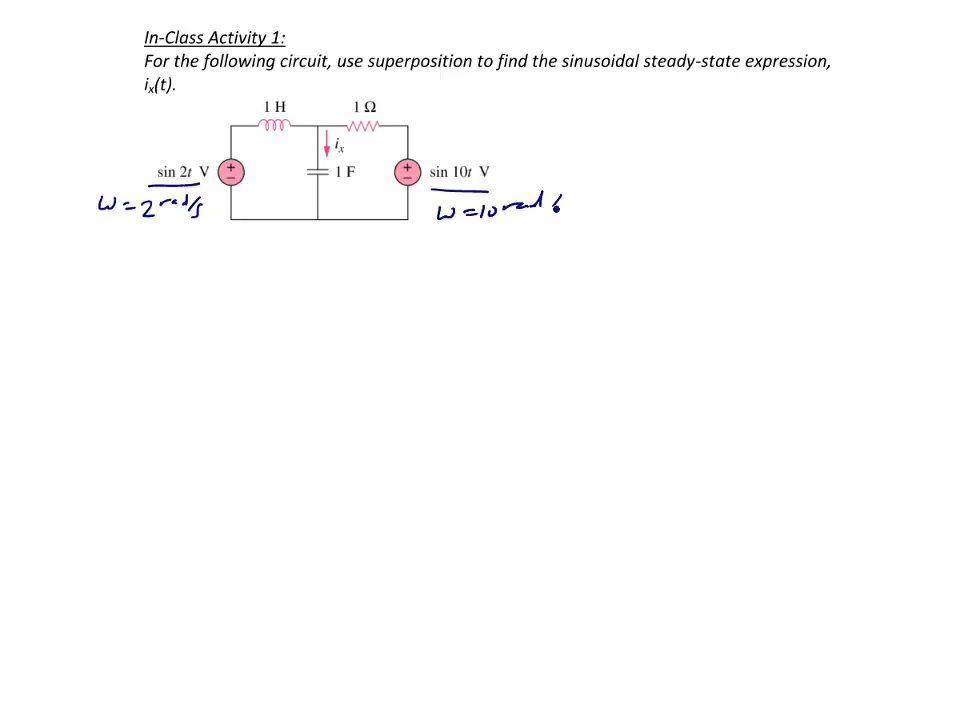 In-Class Activity 1:
For the following circuit, use superposition to find the sinusoidal steady-state expression,
iₓ(t).
1 H 1 Ω
iₓ
sin 2t V + − 1 F + − sin 10t V
ω = 2 rad/s ω = 10 rad